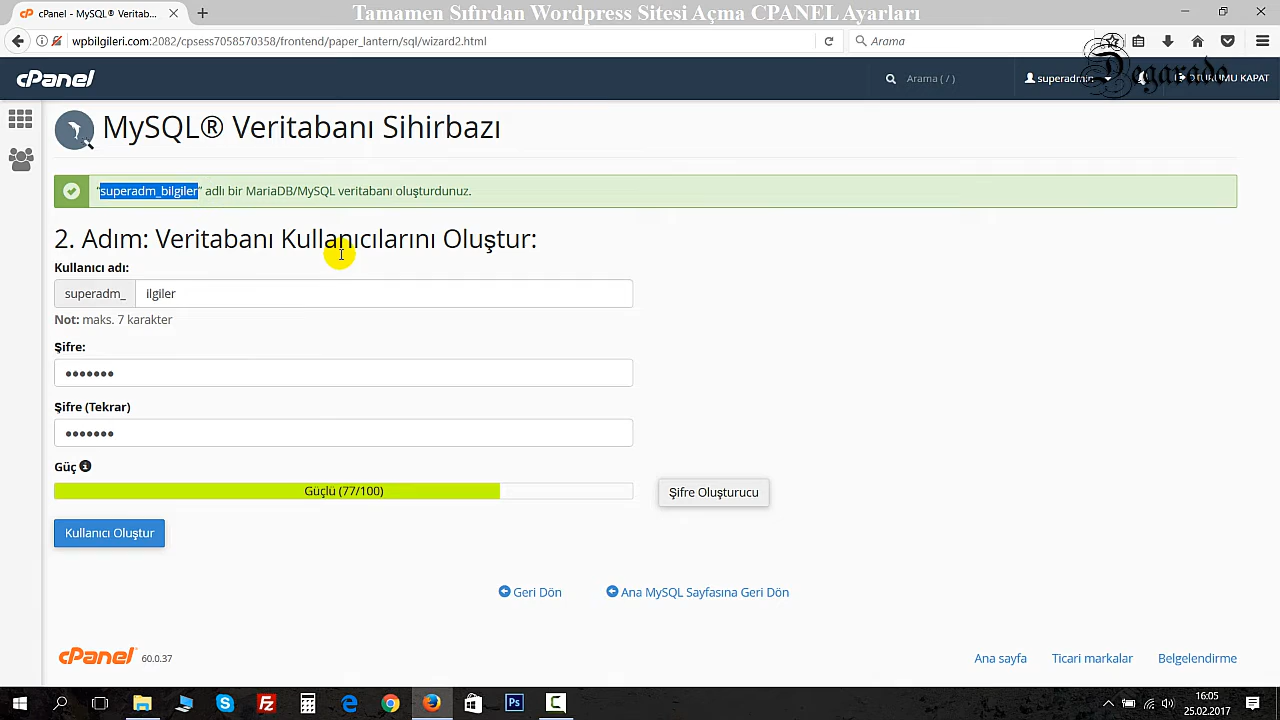 cPanel - MySQL® Veritab...
Tamamen Sıfırdan Wordpress Sitesi Açma CPANEL Ayarları
wpbilgileri.com:2082/cpsess7058570358/frontend/paper_lantern/sql/wizard2.html
Arama
cPanel
Arama ( / )
superadmin
OTURUMU KAPAT
Degarado
MySQL® Veritabanı Sihirbazı
“superadm_bilgiler” adlı bir MariaDB/MySQL veritabanı oluşturdunuz.
2. Adım: Veritabanı Kullanıcılarını Oluştur:
Kullanıcı adı:
superadm_ ilgiler
Not: maks. 7 karakter
Şifre:
Şifre (Tekrar)
Güç
Güçlü (77/100)
Şifre Oluşturucu
Kullanıcı Oluştur
Geri Dön
Ana MySQL Sayfasına Geri Dön
cPanel 60.0.37
Ana sayfa
Ticari markalar
Belgelendirme
16:05
25.02.2017